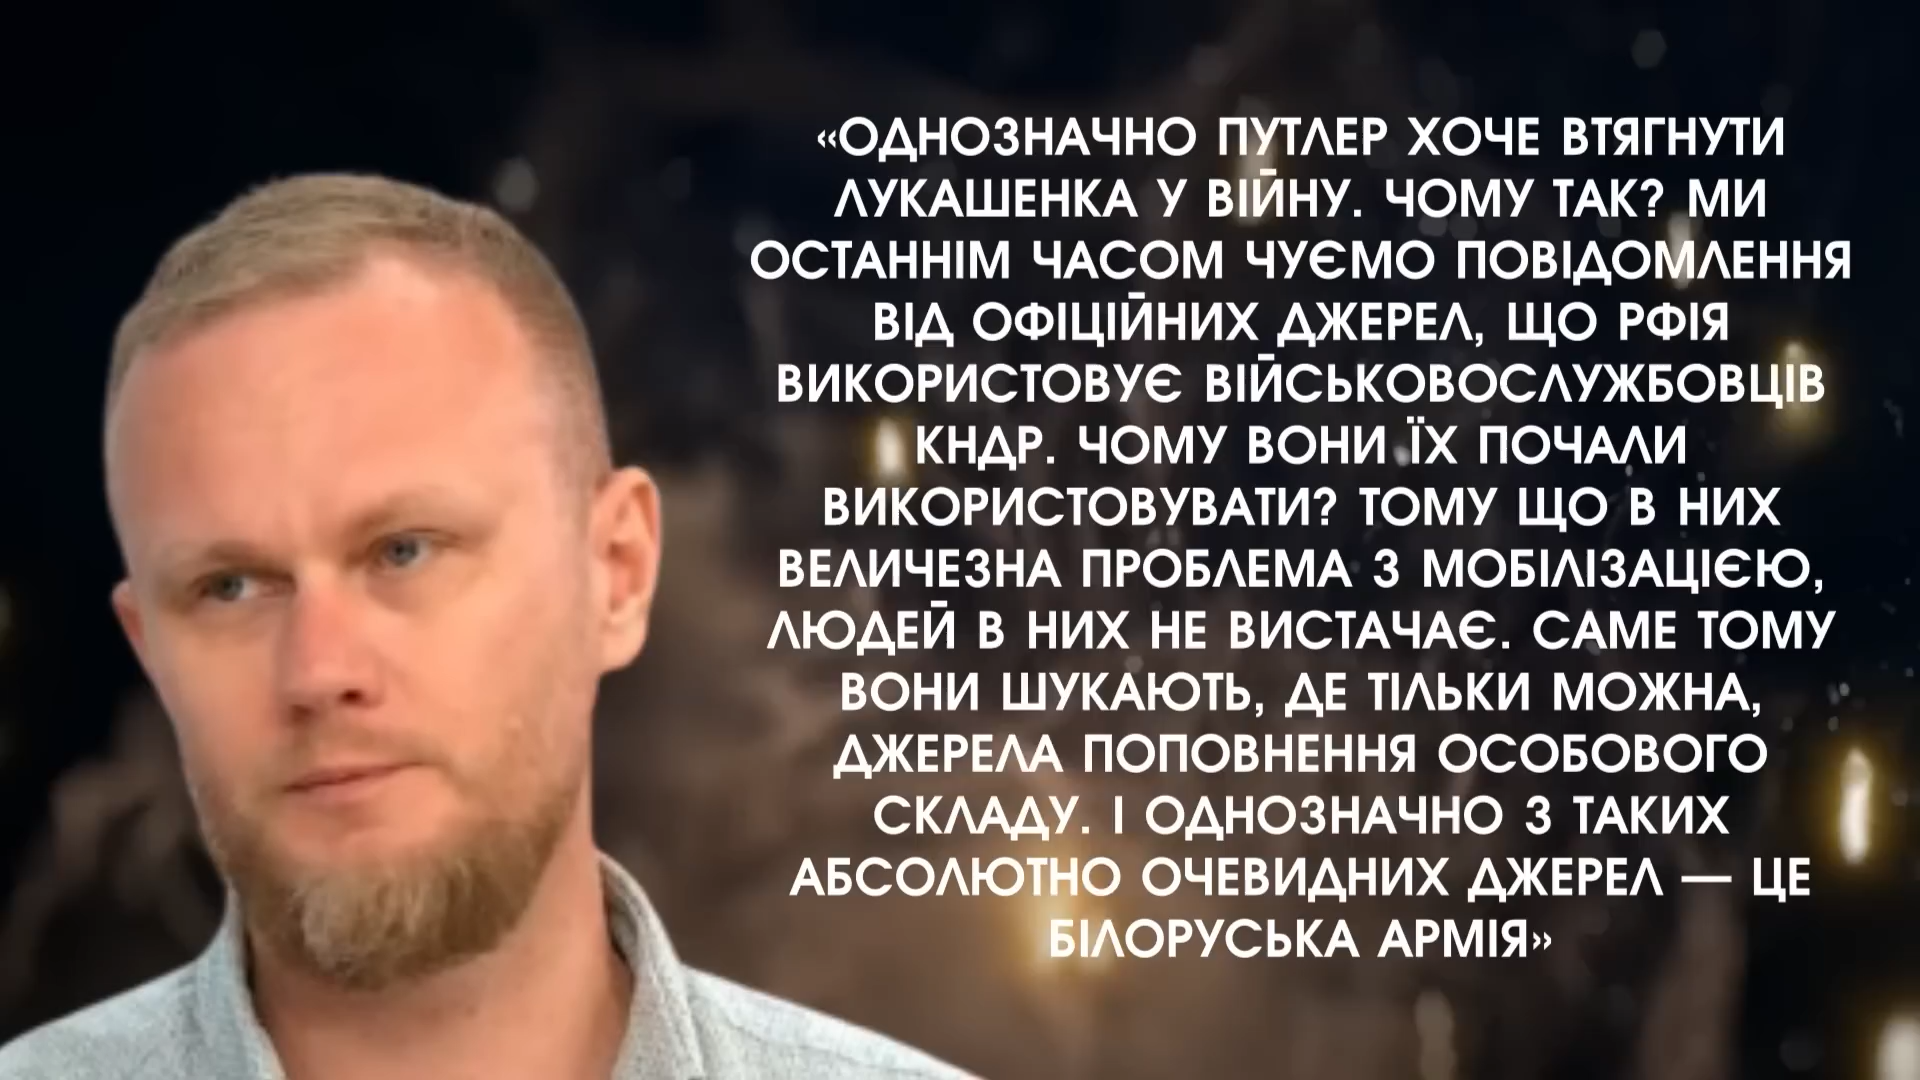 «ОДНОЗНАЧНО ПУТЛЕР ХОЧЕ ВТЯГНУТИ
ЛУКАШЕНКА У ВІЙНУ. ЧОМУ ТАК? МИ
ОСТАННІМ ЧАСОМ ЧУЄМО ПОВІДОМЛЕННЯ
ВІД ОФІЦІЙНИХ ДЖЕРЕЛ, ЩО РФІЯ
ВИКОРИСТОВУЄ ВІЙСЬКОВОСЛУЖБОВЦІВ
КНДР. ЧОМУ ВОНИ ЇХ ПОЧАЛИ
ВИКОРИСТОВУВАТИ? ТОМУ ЩО В НИХ
ВЕЛИЧЕЗНА ПРОБЛЕМА З МОБІЛІЗАЦІЄЮ,
ЛЮДЕЙ В НИХ НЕ ВИСТАЧАЄ. САМЕ ТОМУ
ВОНИ ШУКАЮТЬ, ДЕ ТІЛЬКИ МОЖНА,
ДЖЕРЕЛА ПОПОВНЕННЯ ОСОБОВОГО
СКЛАДУ. І ОДНОЗНАЧНО З ТАКИХ
АБСОЛЮТНО ОЧЕВИДНИХ ДЖЕРЕЛ — ЦЕ
БІЛОРУСЬКА АРМІЯ»